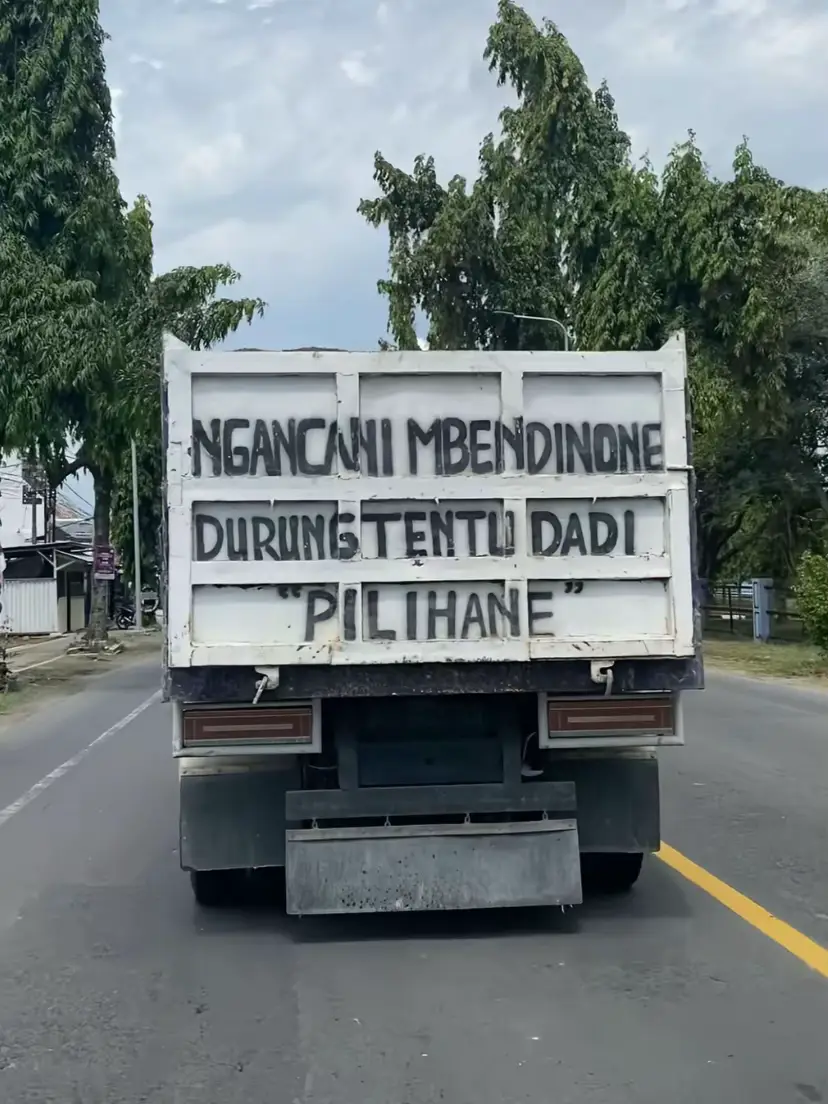 NGANCANI MBENDINONE
DURUNG TENTU DADI
"PILIHANE"